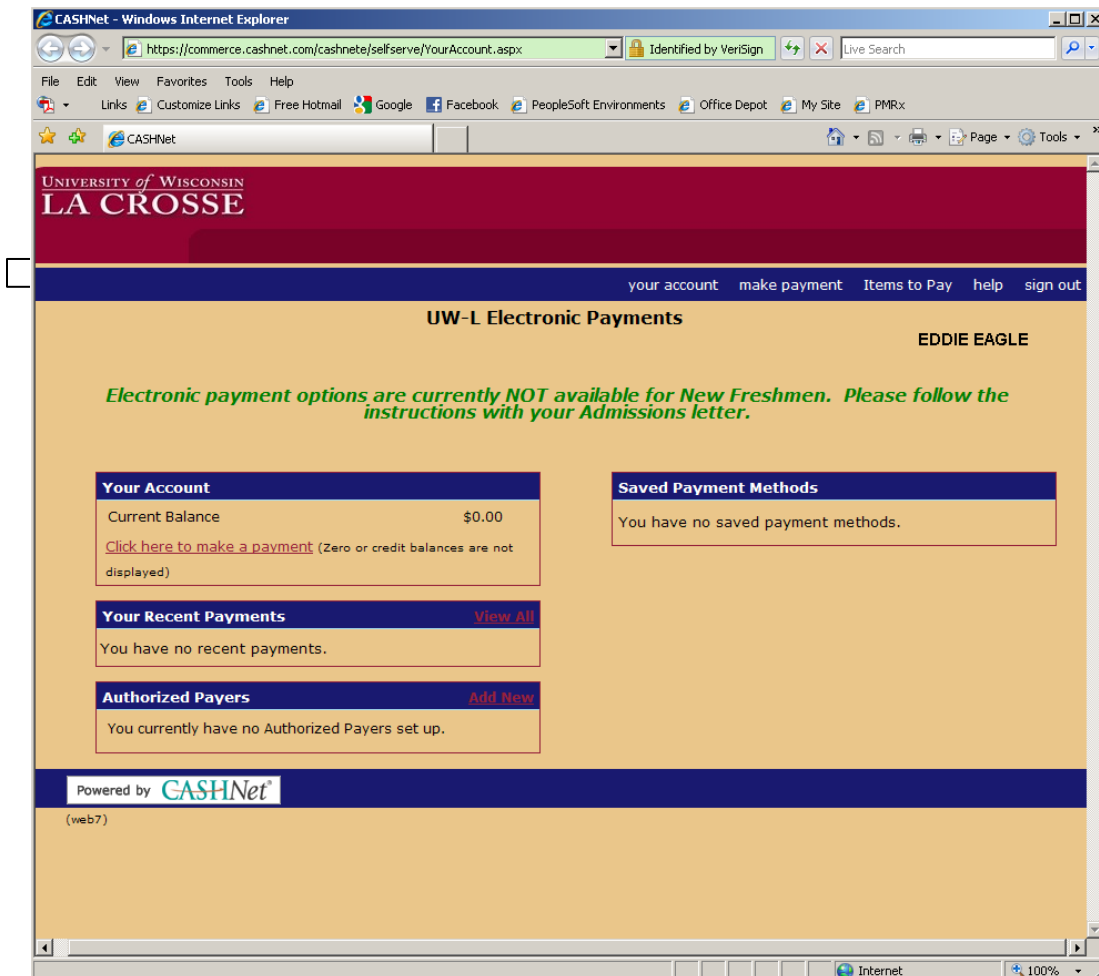 CASHNet - Windows Internet Explorer
https://commerce.cashnet.com/cashnete/selfserve/YourAccount.aspx Identified by VeriSign Live Search
File Edit View Favorites Tools Help
Links Customize Links Free Hotmail Google Facebook PeopleSoft Environments Office Depot My Site PMRx
CASHNet Page Tools »
UNIVERSITY of WISCONSIN
LA CROSSE
your account make payment Items to Pay help sign out
UW-L Electronic Payments
EDDIE EAGLE
Electronic payment options are currently NOT available for New Freshmen. Please follow the
instructions with your Admissions letter.
Your Account
Current Balance $0.00
Click here to make a payment (Zero or credit balances are not
displayed)
Saved Payment Methods
You have no saved payment methods.
Your Recent Payments View All
You have no recent payments.
Authorized Payers Add New
You currently have no Authorized Payers set up.
Powered by CASHNet®
(web7)
Internet 100%